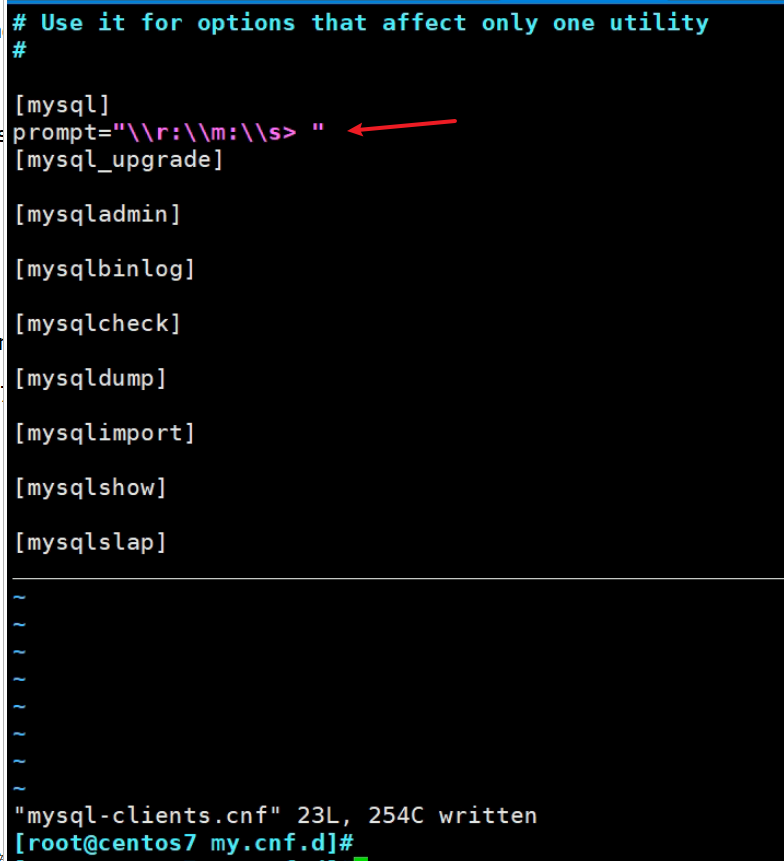 # Use it for options that affect only one utility
#
[mysql]
prompt="\\r:\\m:\\s> "
[mysql_upgrade]
[mysqladmin]
[mysqlbinlog]
[mysqlcheck]
[mysqldump]
[mysqlimport]
[mysqlshow]
[mysqlslap]
~
~
~
~
~
~
~
~
"mysql-clients.cnf" 23L, 254C written
[root@centos7 my.cnf.d]#